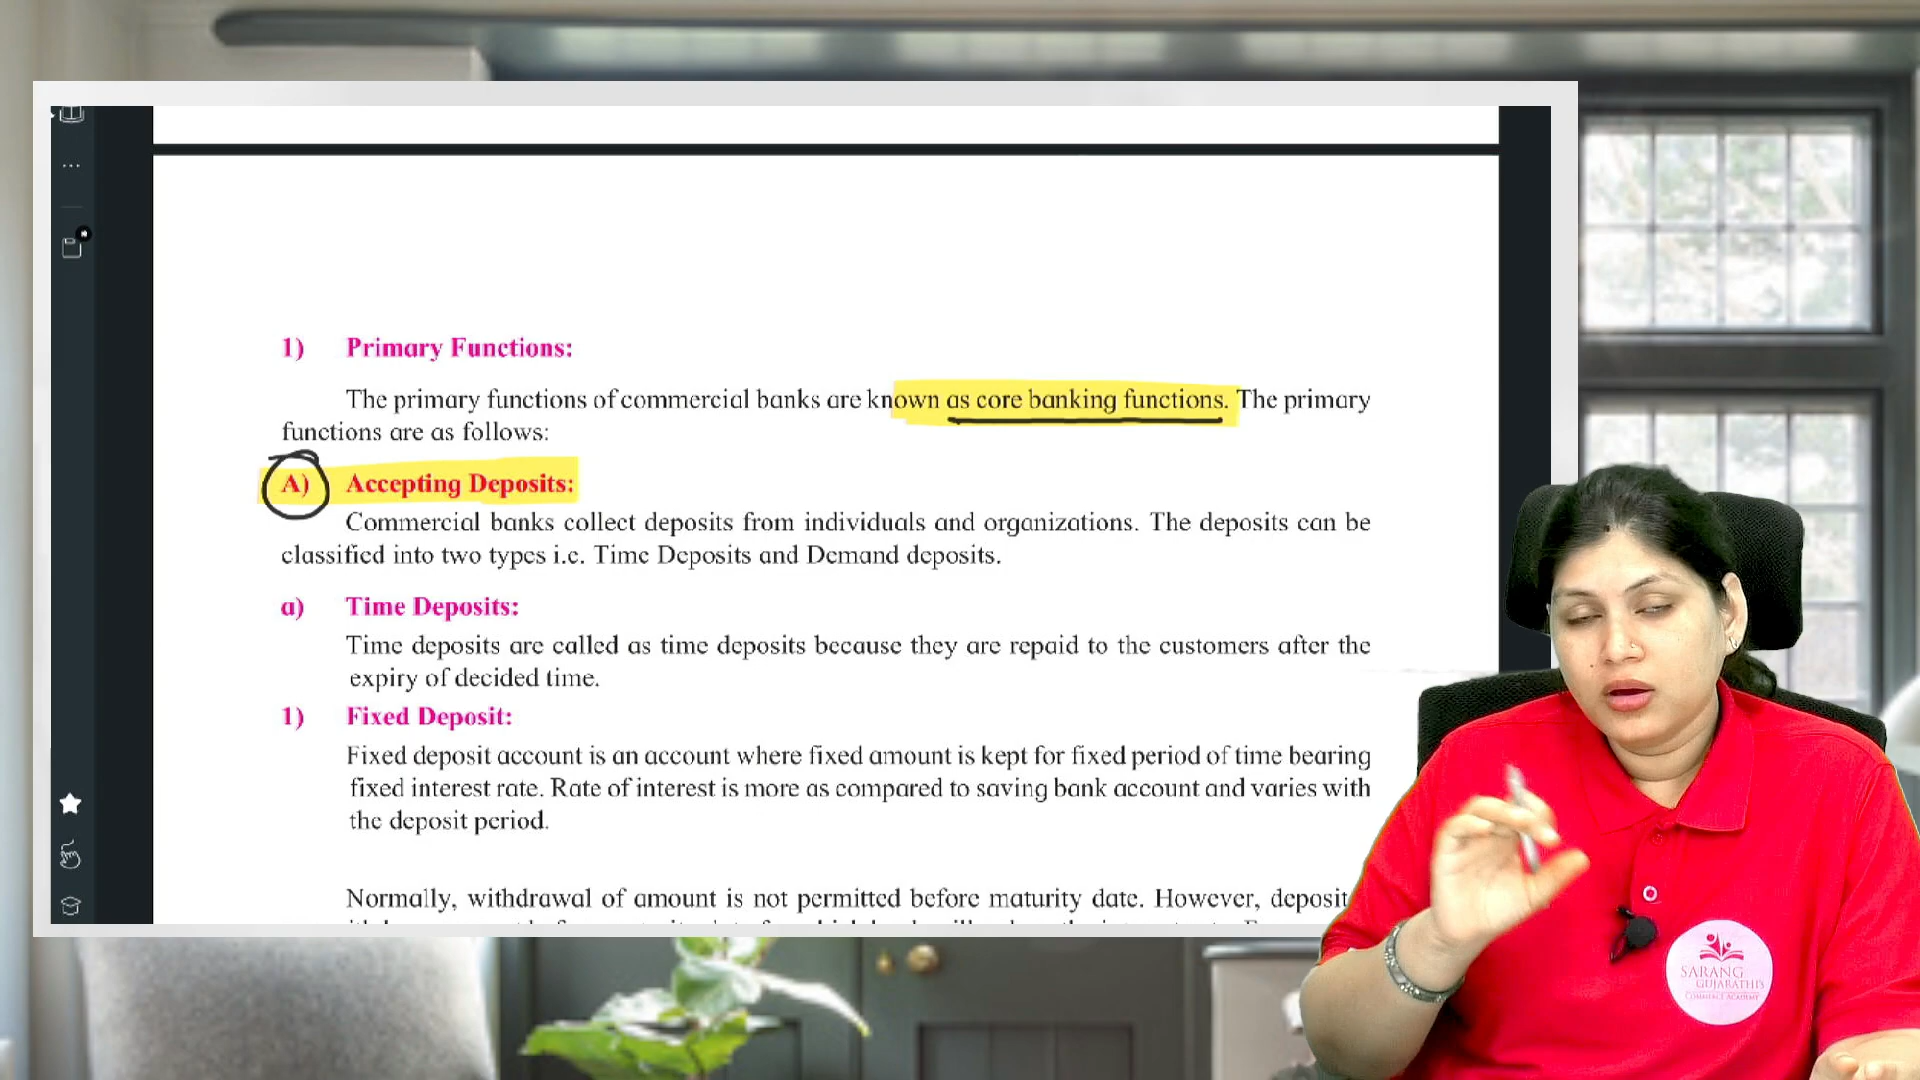 1) Primary Functions:
The primary functions of commercial banks are known as core banking functions. The primary
functions are as follows:
A) Accepting Deposits:
Commercial banks collect deposits from individuals and organizations. The deposits can be
classified into two types i.e. Time Deposits and Demand deposits.
a) Time Deposits:
Time deposits are called as time deposits because they are repaid to the customers after the
expiry of decided time.
1) Fixed Deposit:
Fixed deposit account is an account where fixed amount is kept for fixed period of time bearing
fixed interest rate. Rate of interest is more as compared to saving bank account and varies with
the deposit period.
Normally, withdrawal of amount is not permitted before maturity date. However,
SARANG
GUJARATHI'S
COMMERCE ACADEMY